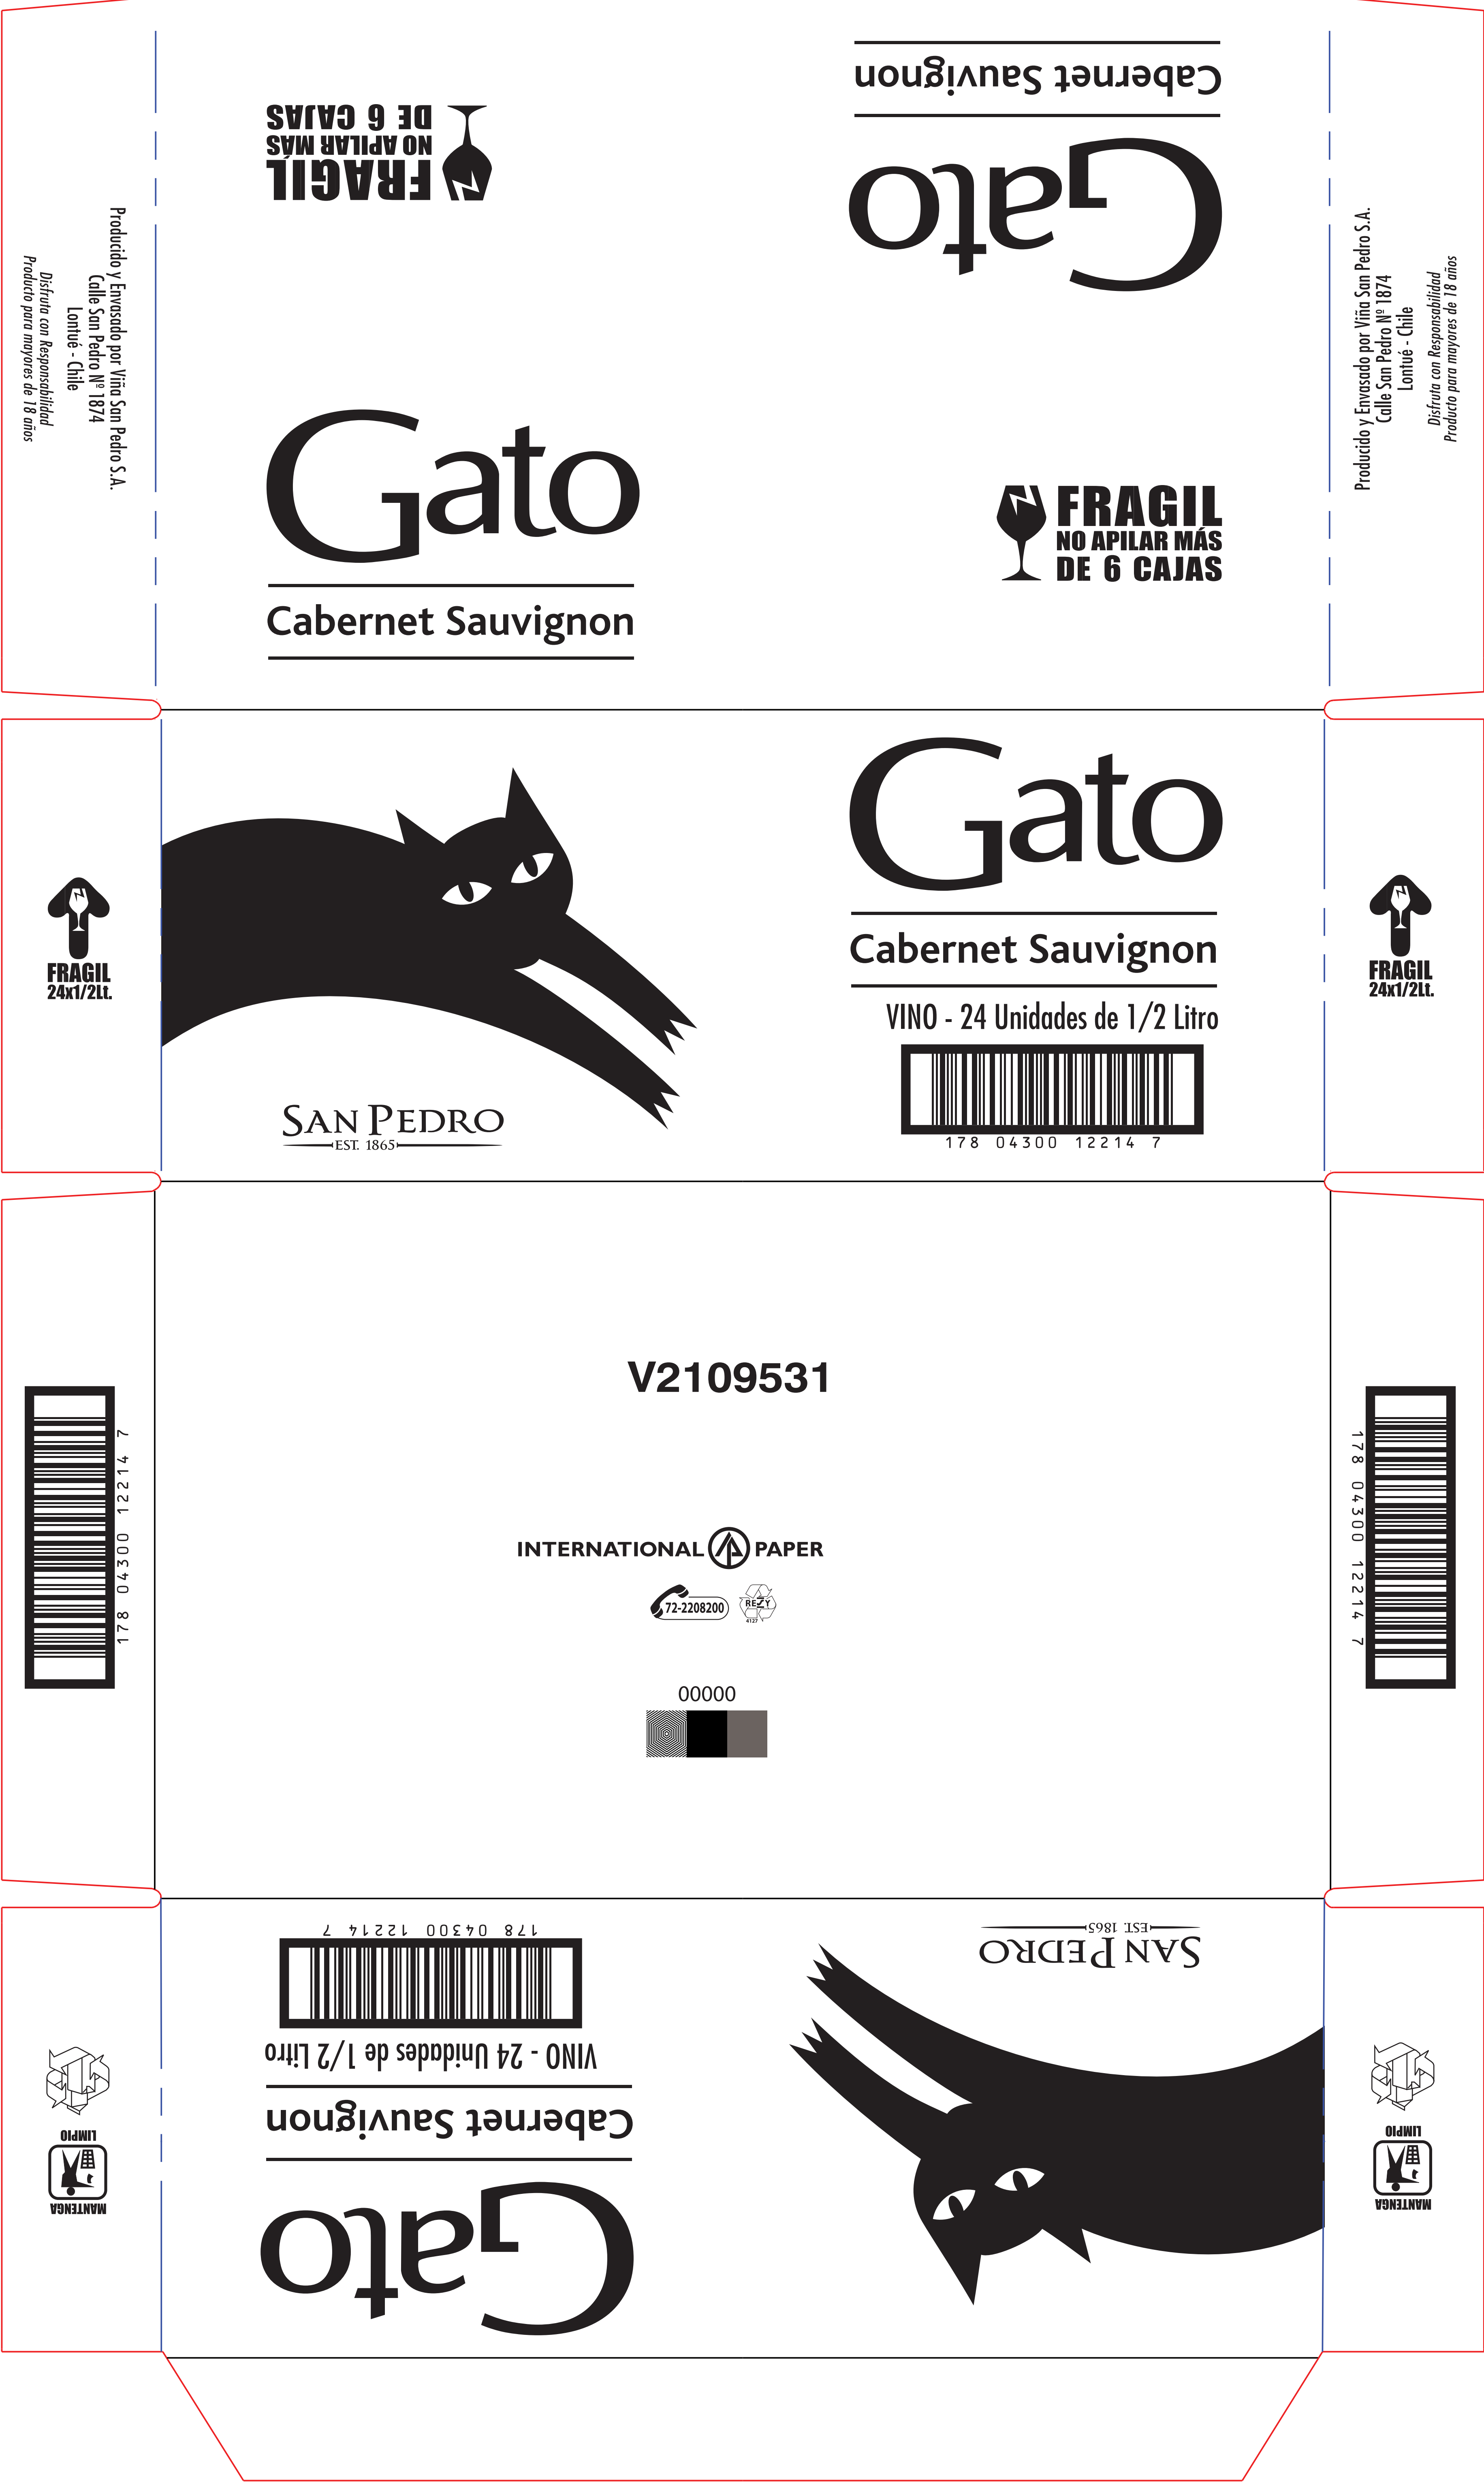 Cabernet Sauvignon
Gato
FRAGIL
NO APILAR MÁS
DE 6 CAJAS
Producido y Envasado por Viña San Pedro S.A.
Calle San Pedro Nº 1874
Lontué - Chile
Disfruta con Responsabilidad
Producto para mayores de 18 años
Producido y Envasado por Viña San Pedro S.A.
Calle San Pedro Nº 1874
Lontué - Chile
Disfruta con Responsabilidad
Producto para mayores de 18 años
Gato
Cabernet Sauvignon
FRAGIL
NO APILAR MÁS
DE 6 CAJAS
Gato
Cabernet Sauvignon
VINO - 24 Unidades de 1/2 Litro
178 04300 12214 7
SAN PEDRO
EST. 1865
FRAGIL
24x1/2Lt.
FRAGIL
24x1/2Lt.
V2109531
INTERNATIONAL PAPER
72-2208200
RESY
4127
00000
178 04300 12214 7
178 04300 12214 7
SAN PEDRO
EST. 1865
Gato
Cabernet Sauvignon
VINO - 24 Unidades de 1/2 Litro
178 04300 12214 7
MANTENGA
LIMPIO
MANTENGA
LIMPIO